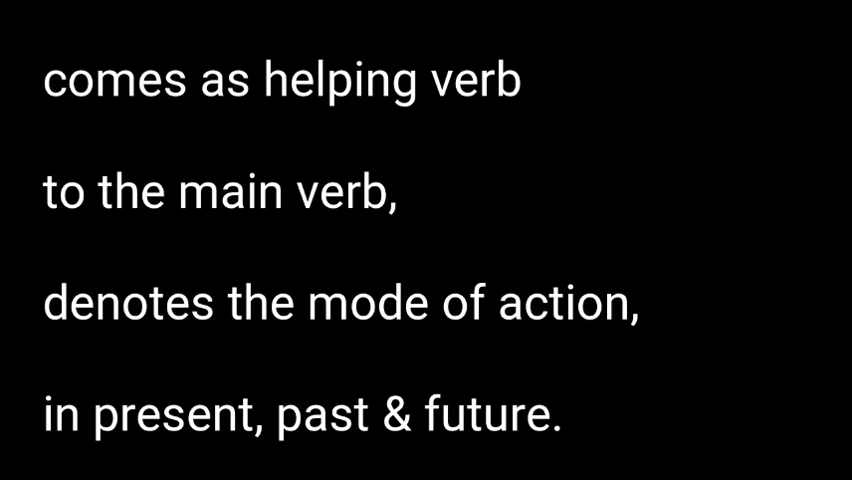 comes as helping verb
to the main verb,
denotes the mode of action,
in present, past & future.